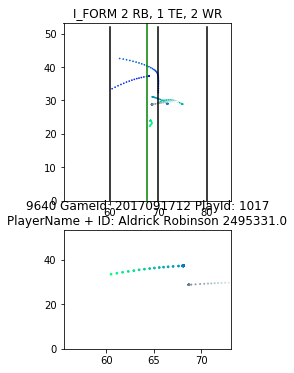 I_FORM 2 RB, 1 TE, 2 WR
50
40
30
20
10
0
60 70 80
9640 GameId: 2017091712 PlayId: 1017
PlayerName + ID: Aldrick Robinson 2495331.0
40
20
0
60 65 70